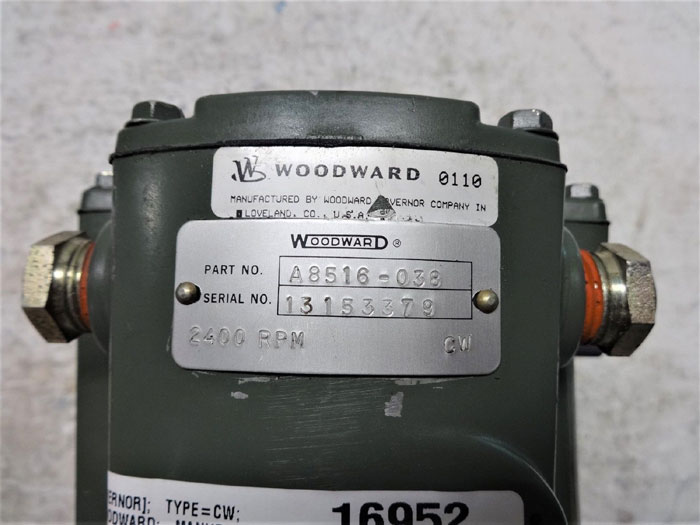 W WOODWARD 0110
MANUFACTURED BY WOODWARD GOVERNOR COMPANY IN
LOVELAND, CO., U.S.A.
WOODWARD ®
PART NO. A8516-038
SERIAL NO. 13153379
2400 RPM CW
ERNOR]; TYPE=CW;
ODWARD;
16952